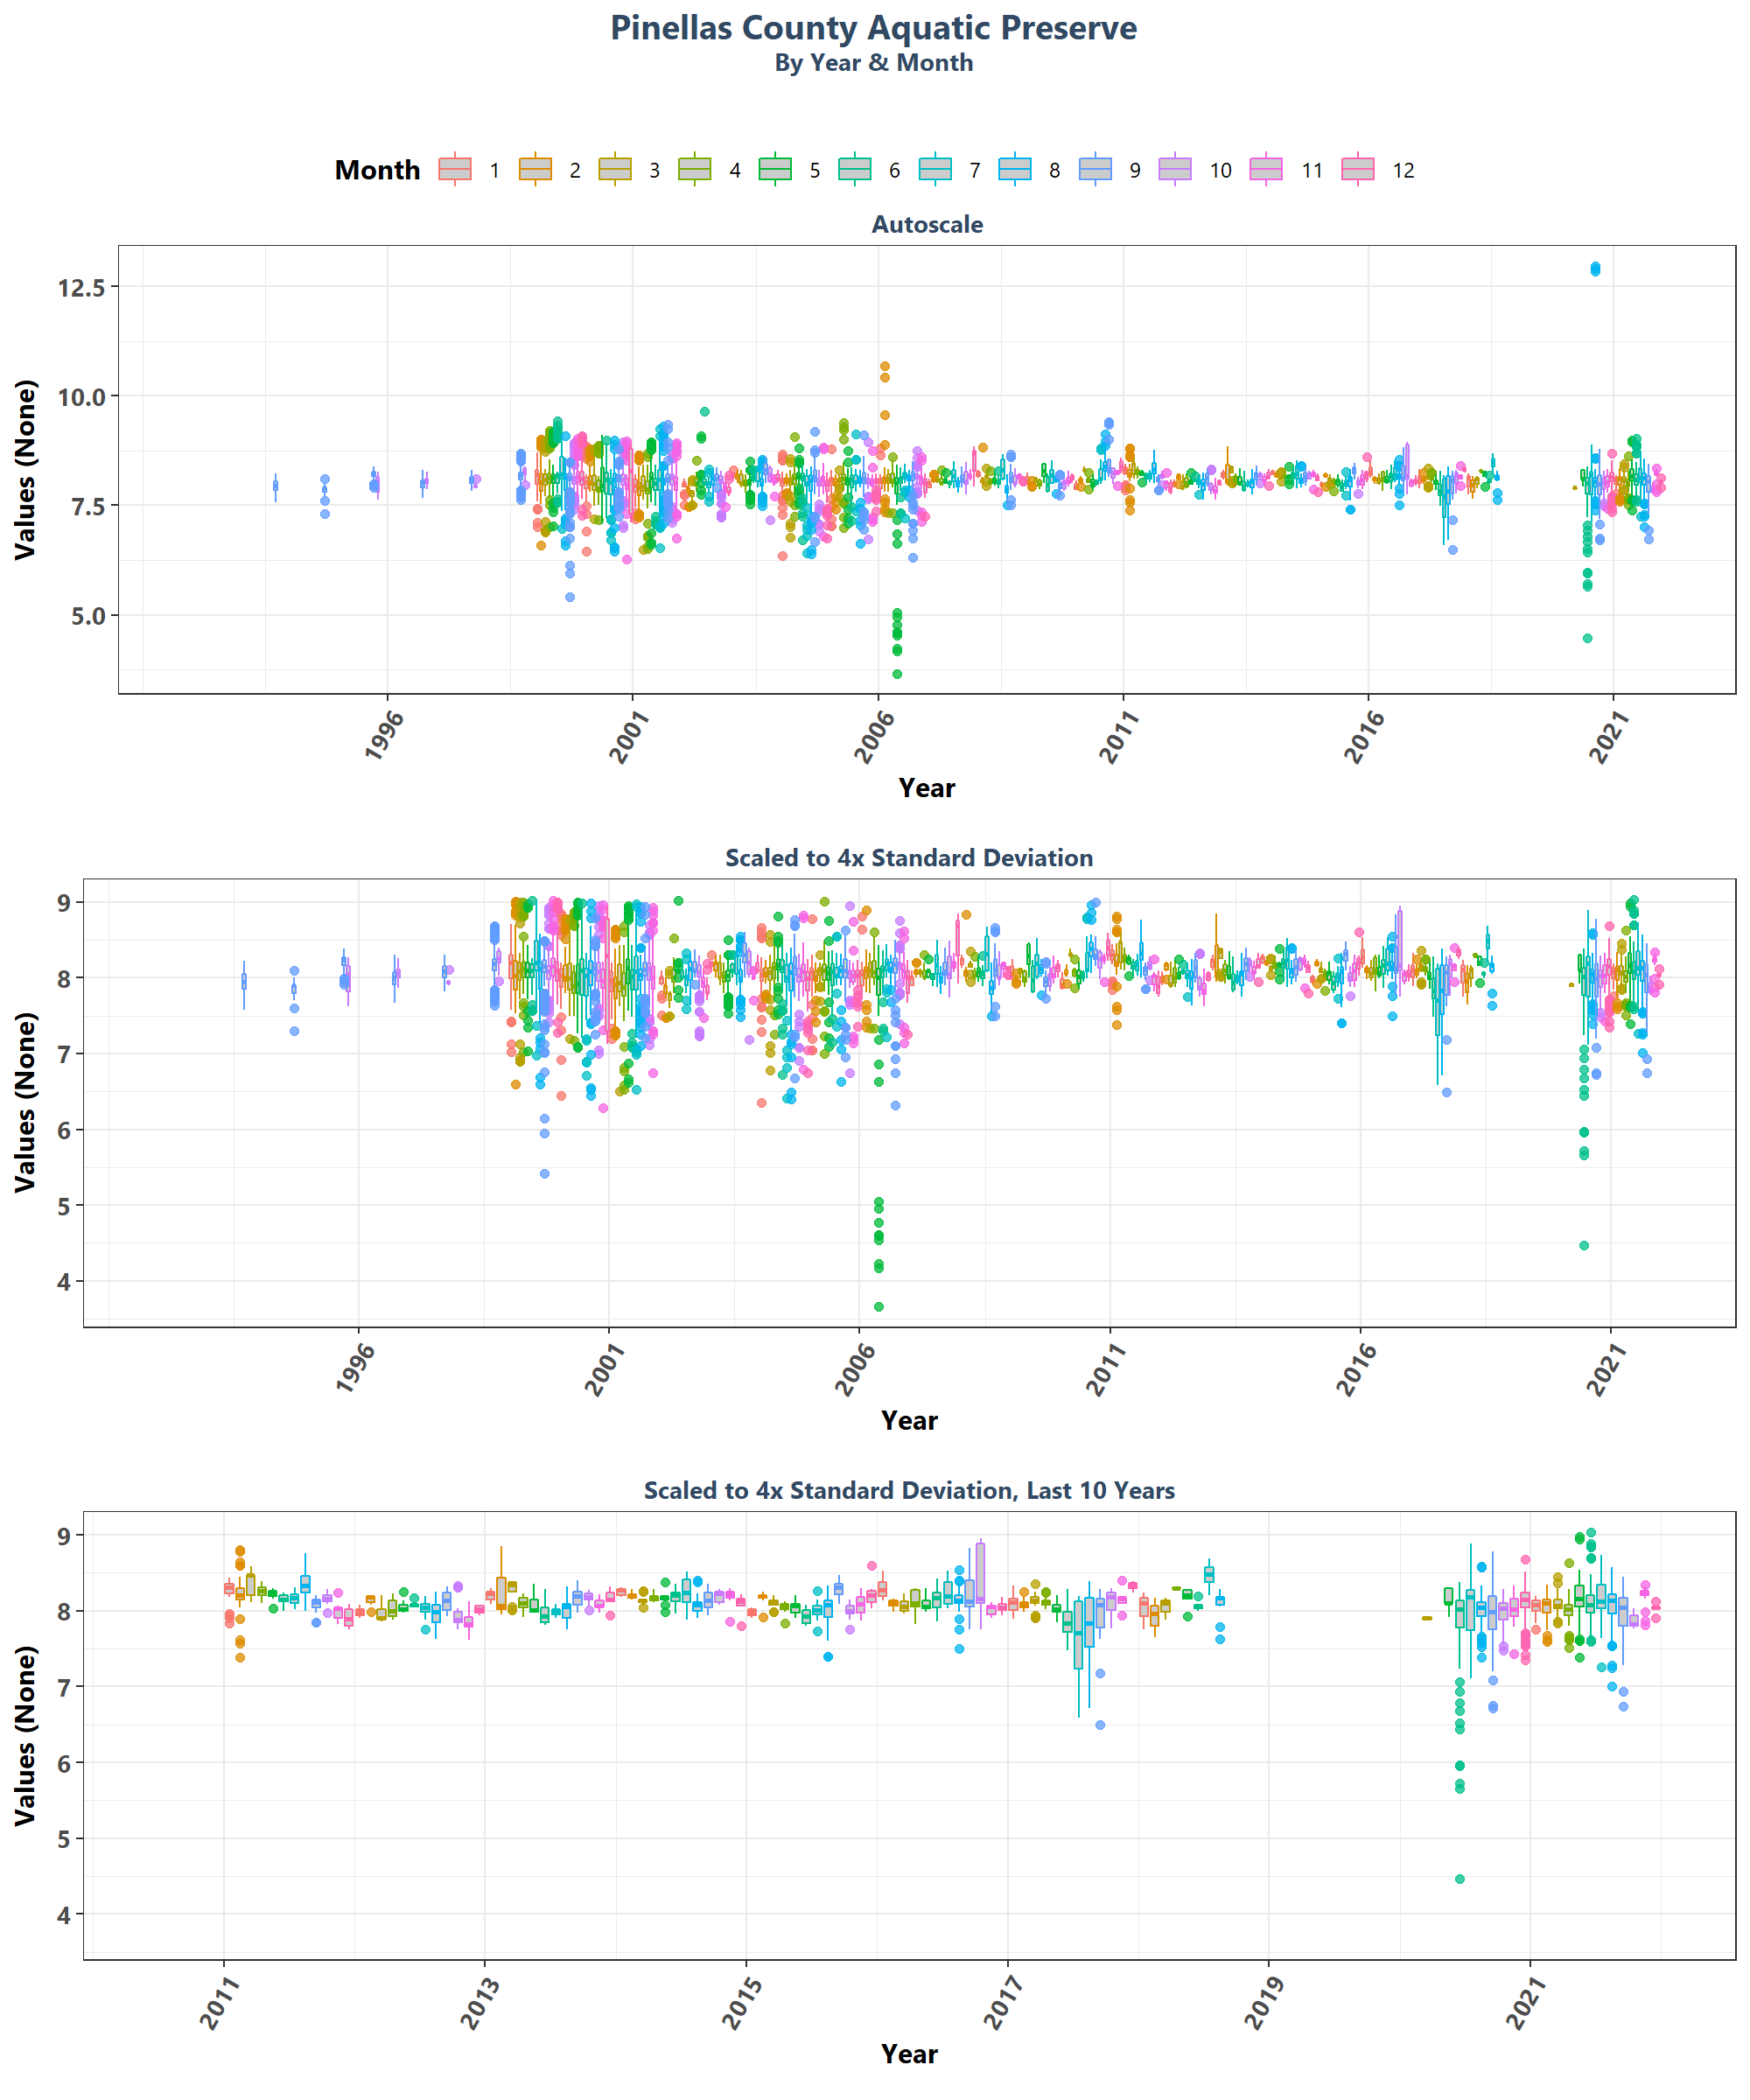 Pinellas County Aquatic Preserve
By Year & Month
Month 1 2 3 4 5 6 7 8 9 10 11 12
Autoscale
Values (None)
12.5
10.0
7.5
5.0
1996 2001 2006 2011 2016 2021
Year
Scaled to 4x Standard Deviation
Values (None)
9
8
7
6
5
4
1996 2001 2006 2011 2016 2021
Year
Scaled to 4x Standard Deviation, Last 10 Years
Values (None)
9
8
7
6
5
4
2011 2013 2015 2017 2019 2021
Year